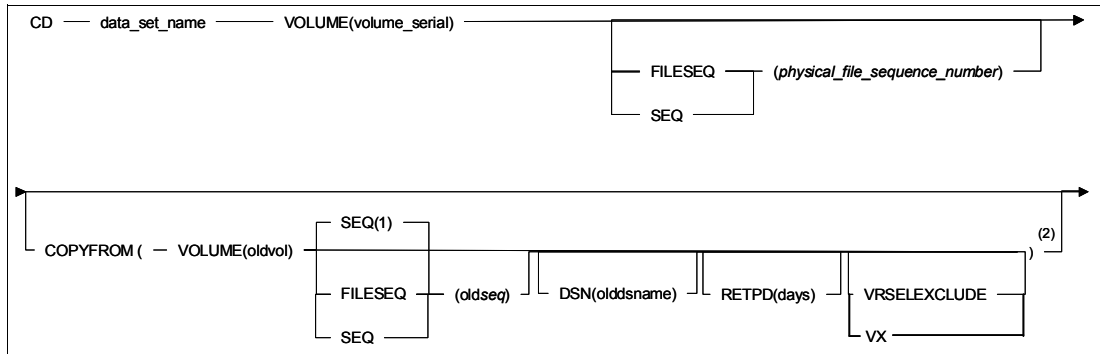 CD data_set_name VOLUME(volume_serial)
FILESEQ (physical_file_sequence_number)
SEQ
SEQ(1)
COPYFROM ( VOLUME(oldvol) ) (2)
FILESEQ (oldseq) DSN(olddsname) RETPD(days) VRSELEXCLUDE
SEQ VX